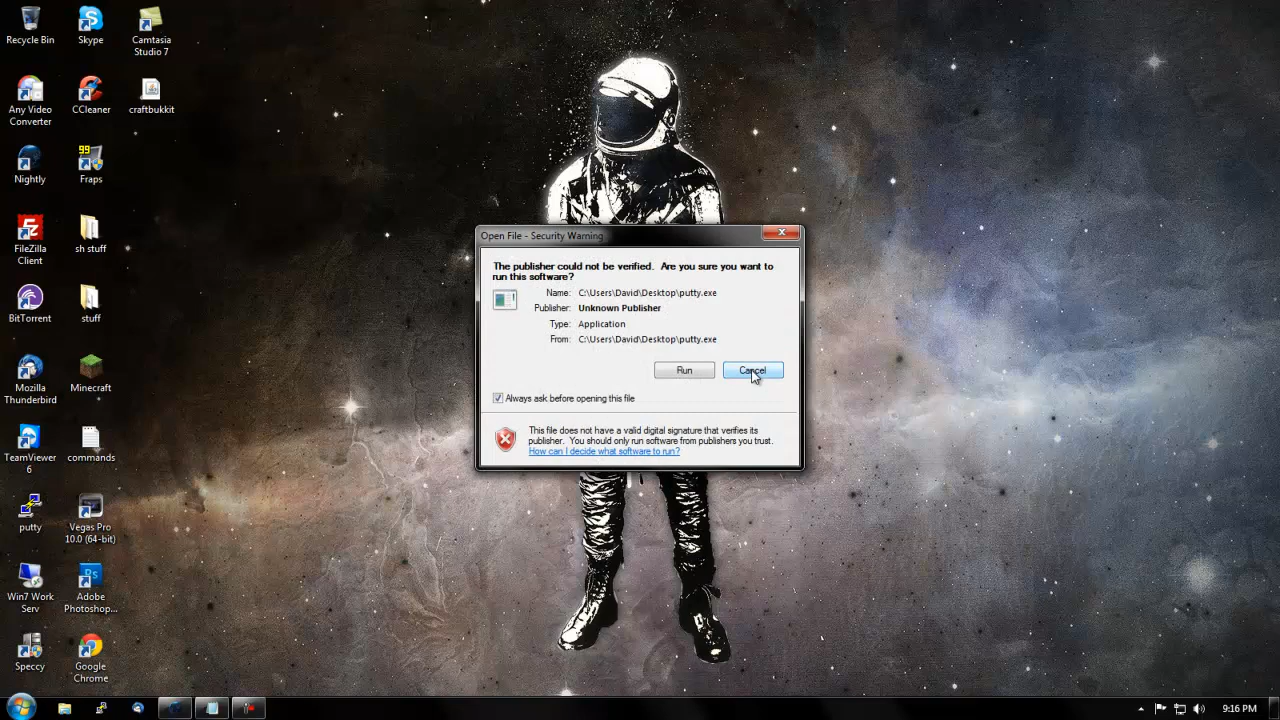 Recycle Bin
Skype
Camtasia
Studio 7
Any Video
Converter
CCleaner
craftbukkit
Nightly
99
Fraps
FileZilla
Client
sh stuff
BitTorrent
stuff
Mozilla
Thunderbird
Minecraft
TeamViewer
6
commands
putty
Vegas Pro
10.0 (64-bit)
Win7 Work
Serv
Ps
Adobe
Photoshop...
Speccy
Google
Chrome
Open File - Security Warning
The publisher could not be verified. Are you sure you want to
run this software?
Name: C:\Users\David\Desktop\putty.exe
Publisher: Unknown Publisher
Type: Application
From: C:\Users\David\Desktop\putty.exe
Run
Cancel
Always ask before opening this file
This file does not have a valid digital signature that verifies its
publisher. You should only run software from publishers you trust.
How can I decide what software to run?
9:16 PM